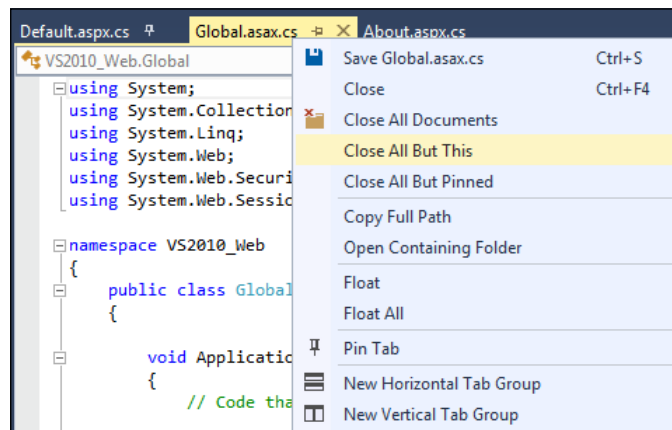 Default.aspx.cs Global.asax.cs About.aspx.cs
VS2010_Web.Global
using System;
using System.Collection
using System.Linq;
using System.Web;
using System.Web.Securi
using System.Web.Sessio
namespace VS2010_Web
{
public class Global
{
void Applicatio
{
// Code tha
Save Global.asax.cs Ctrl+S
Close Ctrl+F4
Close All Documents
Close All But This
Close All But Pinned
Copy Full Path
Open Containing Folder
Float
Float All
Pin Tab
New Horizontal Tab Group
New Vertical Tab Group